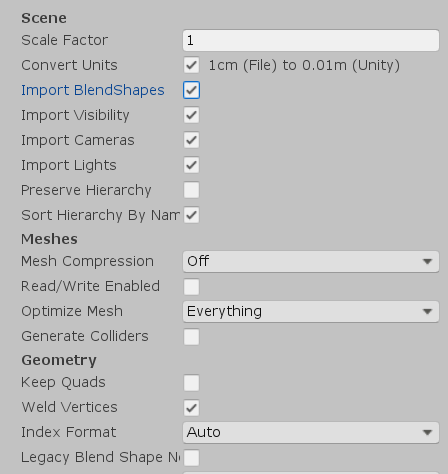 Scene
Scale Factor 1
Convert Units 1cm (File) to 0.01m (Unity)
Import BlendShapes
Import Visibility
Import Cameras
Import Lights
Preserve Hierarchy
Sort Hierarchy By Nam
Meshes
Mesh Compression Off
Read/Write Enabled
Optimize Mesh Everything
Generate Colliders
Geometry
Keep Quads
Weld Vertices
Index Format Auto
Legacy Blend Shape No